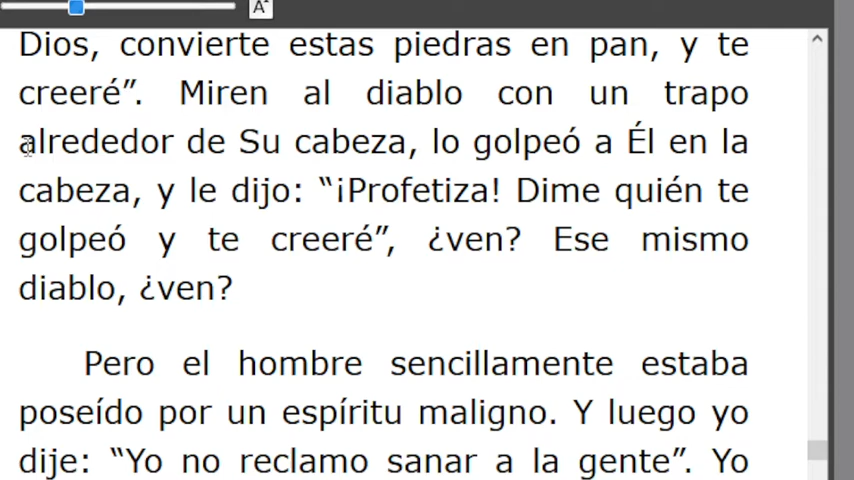 A
Dios, convierte estas piedras en pan, y te
creeré”. Miren al diablo con un trapo
alrededor de Su cabeza, lo golpeó a Él en la
cabeza, y le dijo: “¡Profetiza! Dime quién te
golpeó y te creeré”, ¿ven? Ese mismo
diablo, ¿ven?
Pero el hombre sencillamente estaba
poseído por un espíritu maligno. Y luego yo
dije: “Yo no reclamo sanar a la gente”. Yo